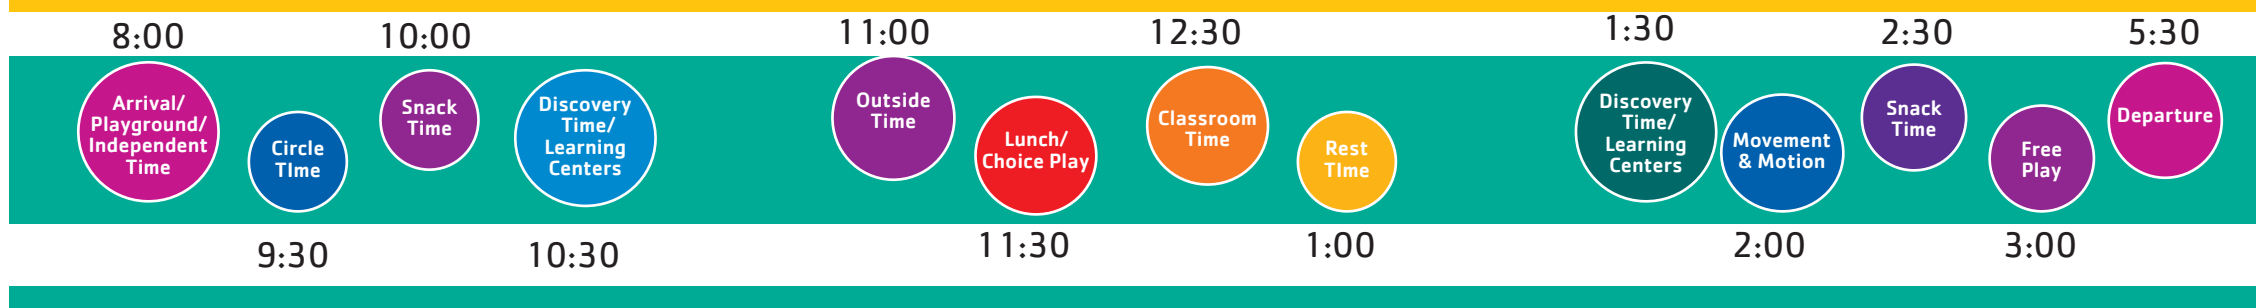 8:00
10:00
11:00
12:30
1:30
2:30
5:30
Arrival/
Playground/
Independent
Time
Circle
TIme
Snack
Time
Discovery
Time/
Learning
Centers
Outside
Time
Lunch/
Choice Play
Classroom
Time
Rest
TIme
Discovery
Time/
Learning
Centers
Movement
& Motion
Snack
Time
Free
Play
Departure
9:30
10:30
11:30
1:00
2:00
3:00